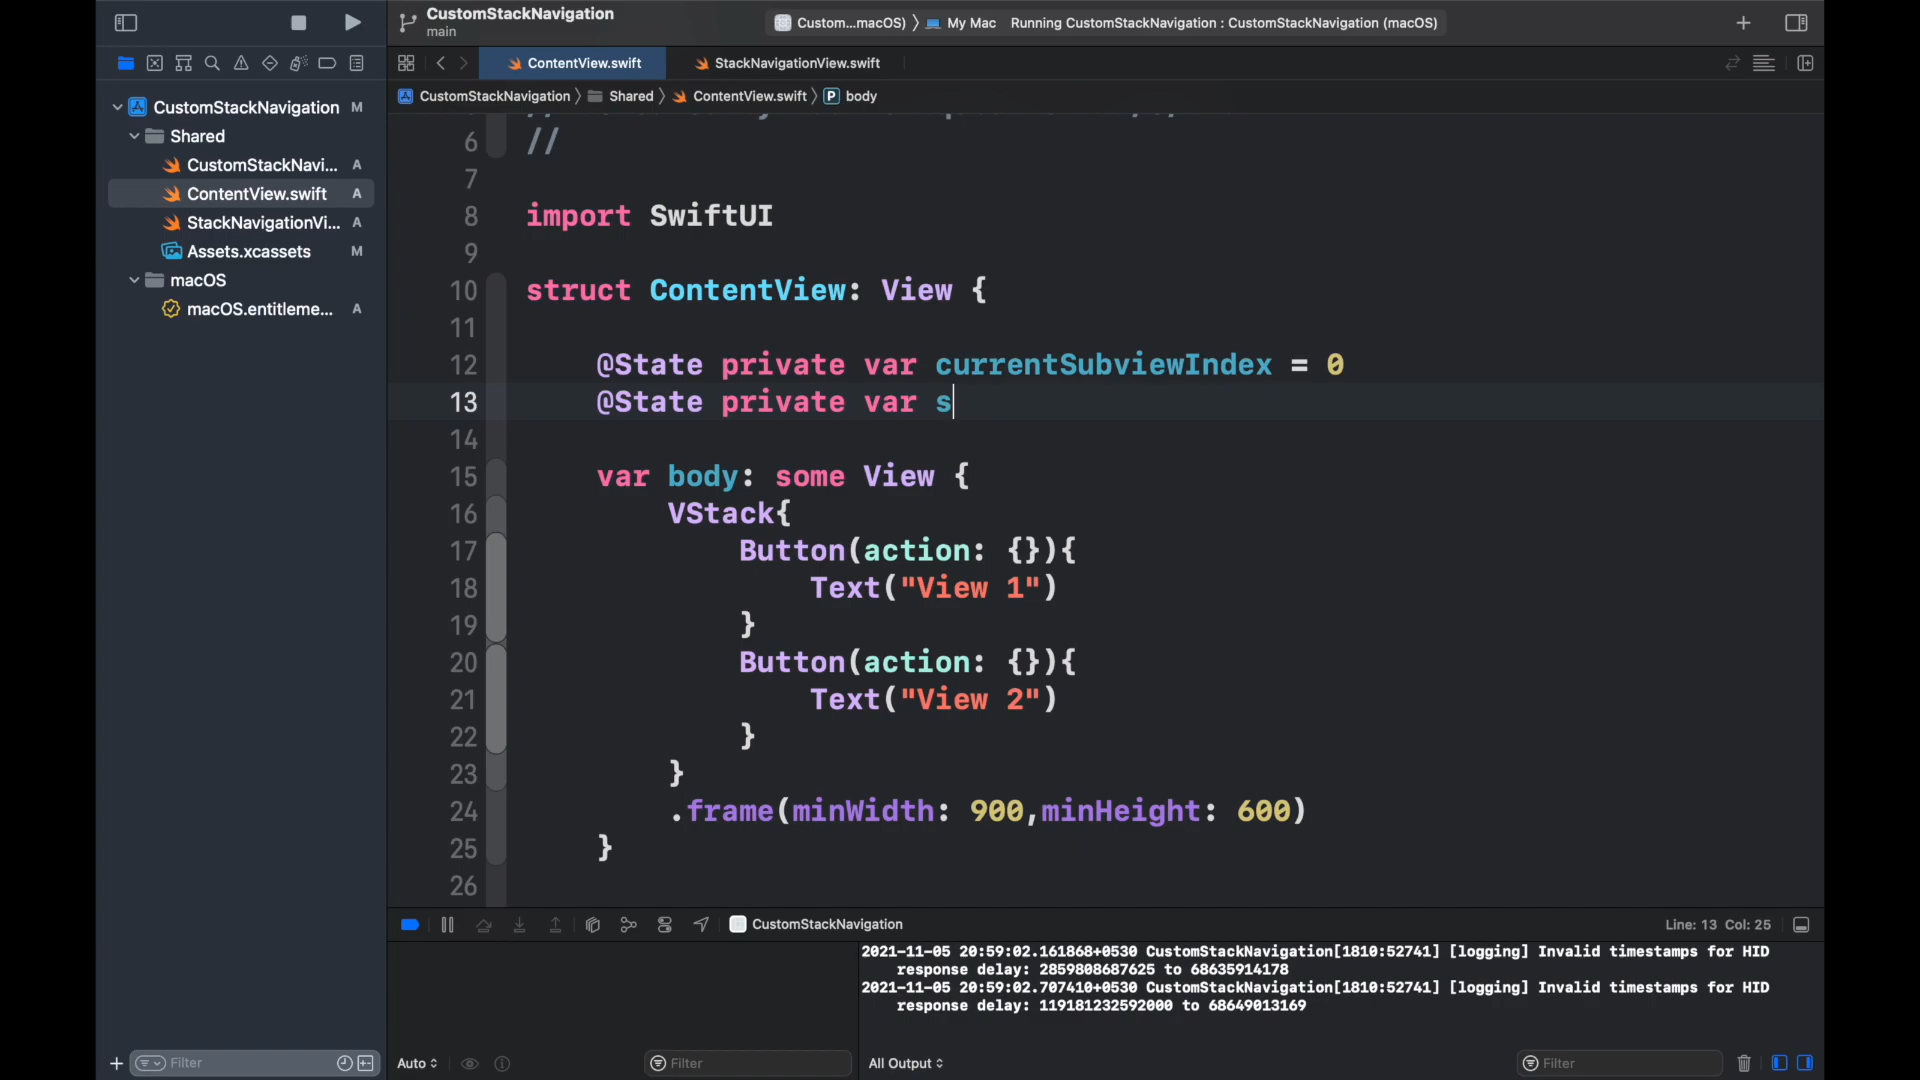 CustomStackNavigation
main
Custom...macOS) 〉 My Mac
Running CustomStackNavigation : CustomStackNavigation (macOS)
ContentView.swift
StackNavigationView.swift
CustomStackNavigation 〉 Shared 〉 ContentView.swift 〉 P body
CustomStackNavigation M
Shared
CustomStackNavi... A
ContentView.swift A
StackNavigationVi... A
Assets.xcassets M
macOS
macOS.entitleme... A
6 //
7
8 import SwiftUI
9
10 struct ContentView: View {
11
12 @State private var currentSubviewIndex = 0
13 @State private var s
14
15 var body: some View {
16 VStack{
17 Button(action: {}){
18 Text("View 1")
19 }
20 Button(action: {}){
21 Text("View 2")
22 }
23 }
24 .frame(minWidth: 900,minHeight: 600)
25 }
26
CustomStackNavigation
Line: 13 Col: 25
2021-11-05 20:59:02.161868+0530 CustomStackNavigation[1810:52741] [logging] Invalid timestamps for HID
response delay: 2859808687625 to 68635914178
2021-11-05 20:59:02.707410+0530 CustomStackNavigation[1810:52741] [logging] Invalid timestamps for HID
response delay: 119181232592000 to 68649013169
Filter
Auto
Filter
All Output
Filter